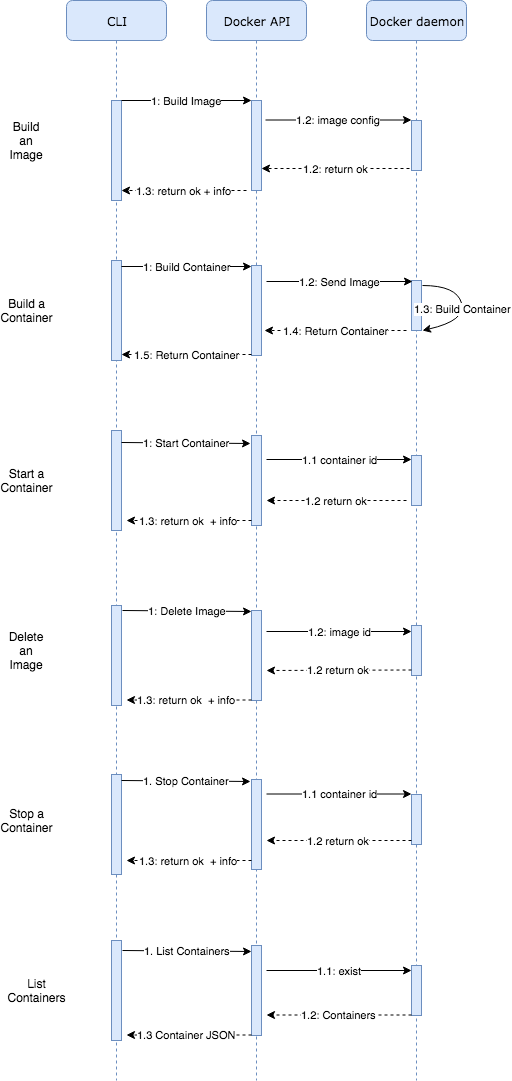 CLI
Docker API
Docker daemon
1: Build Image
1.2: image config
Build
an
Image
1.2: return ok
1.3: return ok + info
1: Build Container
1.2: Send Image
Build a
Container
1.3: Build Container
1.4: Return Container
1.5: Return Container
1: Start Container
1.1 container id
Start a
Container
1.2 return ok
1.3: return ok + info
1: Delete Image
1.2: image id
Delete
an
Image
1.2 return ok
1.3: return ok + info
1. Stop Container
1.1 container id
Stop a
Container
1.2 return ok
1.3: return ok + info
1. List Containers
1.1: exist
List
Containers
1.2: Containers
1.3 Container JSON